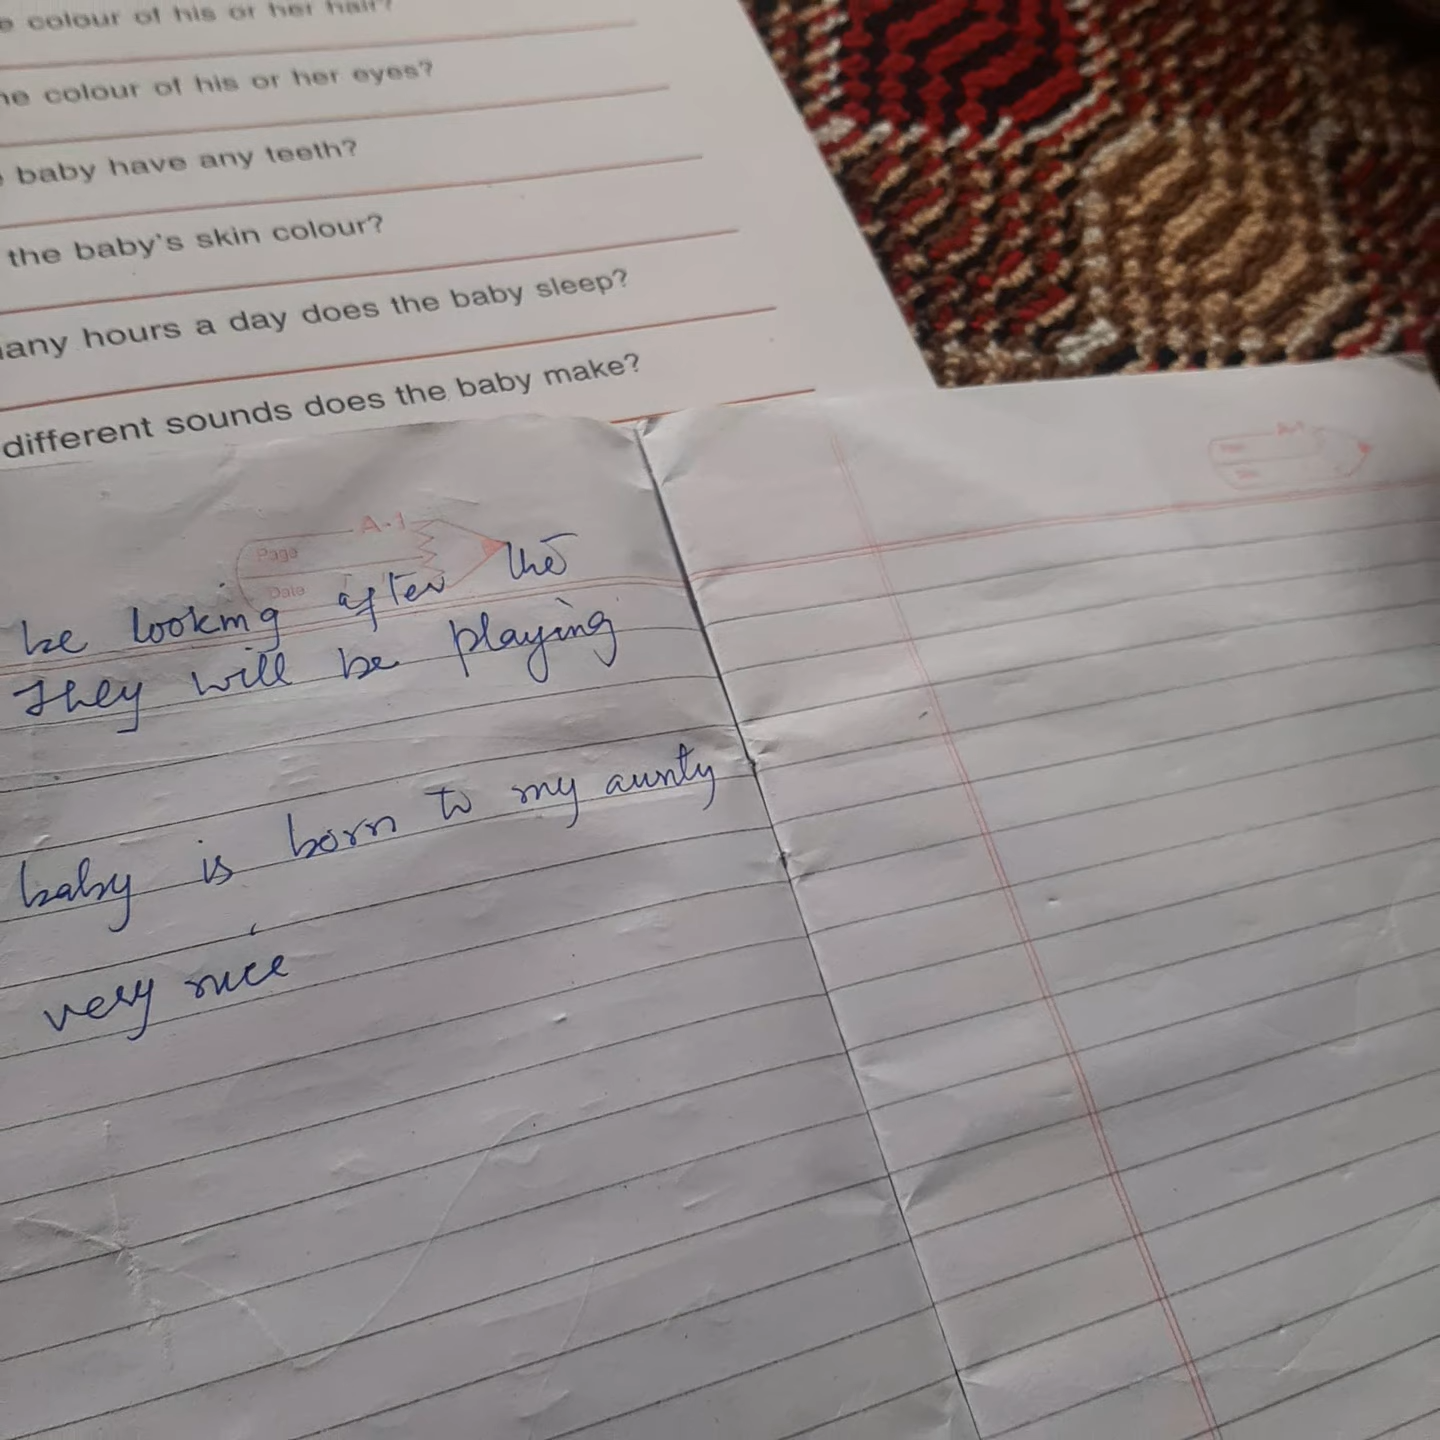 e colour of his or her hair?
he colour of his or her eyes?
baby have any teeth?
the baby's skin colour?
any hours a day does the baby sleep?
different sounds does the baby make?
A-1
Page
Date
be looking after the
They will be playing
baby is born to my aunty
very nice
A-1